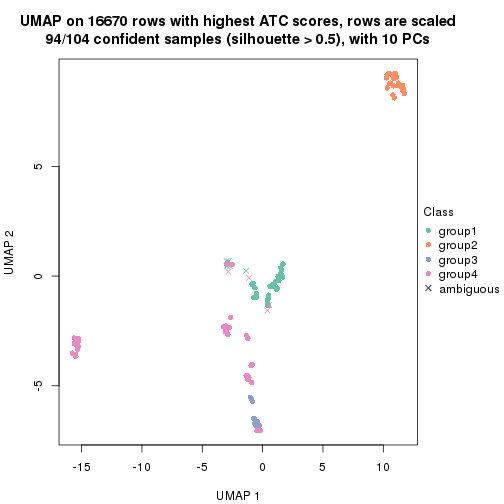 UMAP on 16670 rows with highest ATC scores, rows are scaled
94/104 confident samples (silhouette > 0.5), with 10 PCs
5
0
-5
UMAP 2
-15
-10
-5
0
5
10
UMAP 1
Class
group1
group2
group3
group4
ambiguous